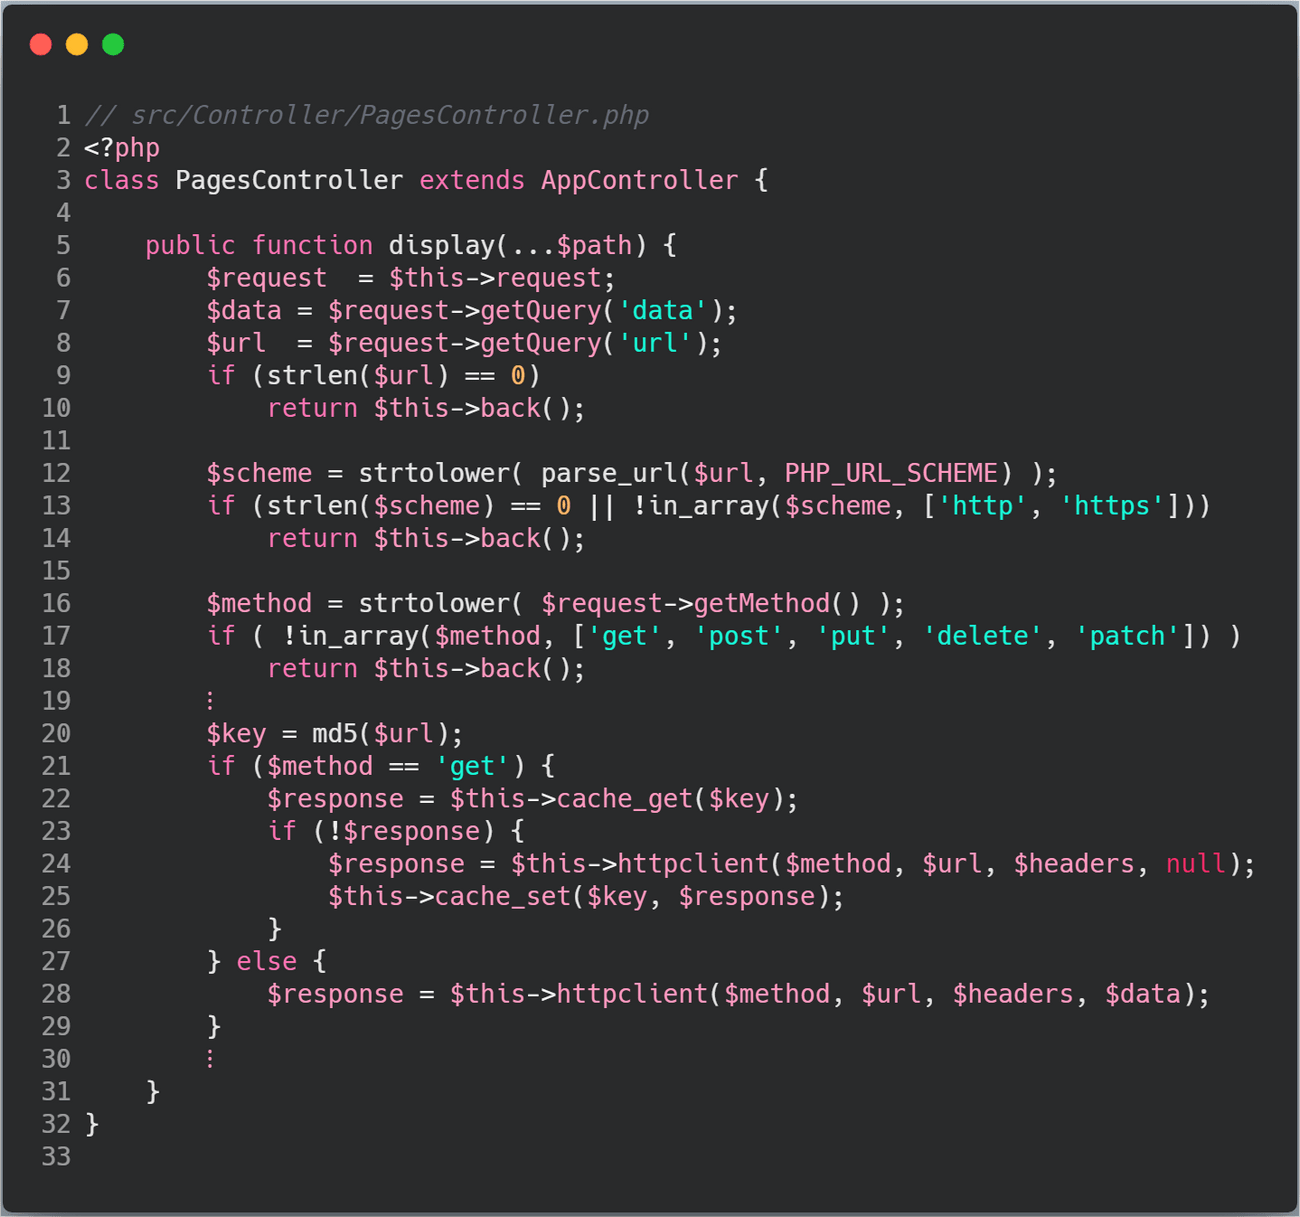 1 // src/Controller/PagesController.php
2 <?php
3 class PagesController extends AppController {
4
5     public function display(...$path) {
6         $request  = $this->request;
7         $data = $request->getQuery('data');
8         $url  = $request->getQuery('url');
9         if (strlen($url) == 0)
10             return $this->back();
11
12         $scheme = strtolower( parse_url($url, PHP_URL_SCHEME) );
13         if (strlen($scheme) == 0 || !in_array($scheme, ['http', 'https']))
14             return $this->back();
15
16         $method = strtolower( $request->getMethod() );
17         if ( !in_array($method, ['get', 'post', 'put', 'delete', 'patch']) )
18             return $this->back();
19         ⋮
20         $key = md5($url);
21         if ($method == 'get') {
22             $response = $this->cache_get($key);
23             if (!$response) {
24                 $response = $this->httpclient($method, $url, $headers, null);
25                 $this->cache_set($key, $response);
26             }
27         } else {
28             $response = $this->httpclient($method, $url, $headers, $data);
29         }
30         ⋮
31     }
32 }
33